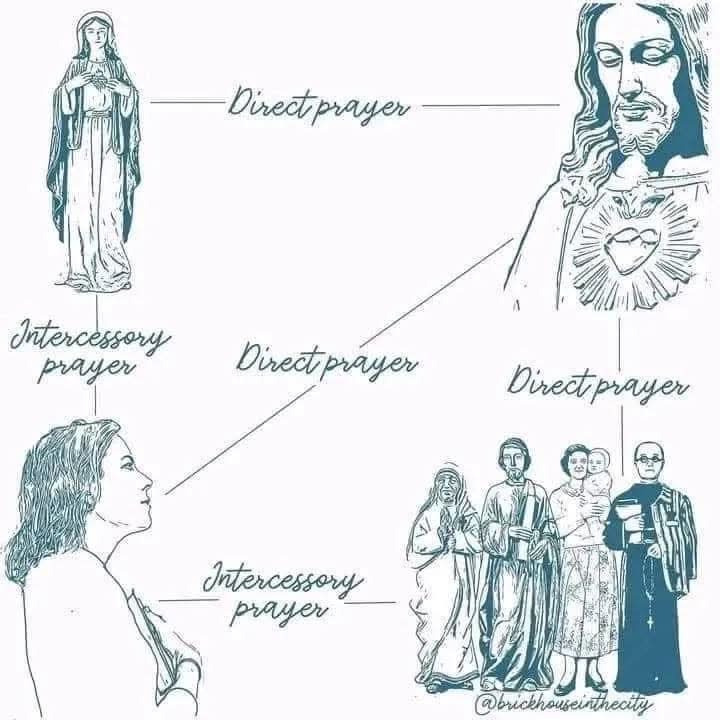 Direct prayer
Intercessory
prayer
Direct prayer
Direct prayer
Intercessory
prayer
@brickhouseinthecity